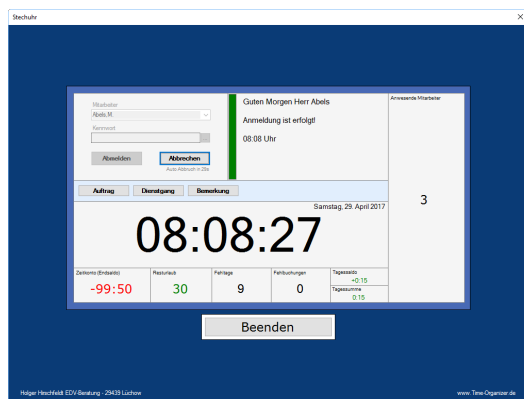 Stechuhr
Mitarbeiter
Abels, M.
Kennwort
Abmelden
Abbrechen
Auto Abbruch in 29s
Guten Morgen Herr Abels
Anmeldung ist erfolgt!
08:08 Uhr
Anwesende Mitarbeiter
3
Auftrag
Dienstgang
Bemerkung
Samstag, 29. April 2017
08:08:27
Zeitkonto (Endsaldo)
-99:50
Resturlaub
30
Fehltage
9
Fehlbuchungen
0
Tagessaldo
+0:15
Tagessumme
0:15
Beenden
Holger Hirschfeldt EDV-Beratung - 29439 Lüchow
www.Time-Organizer.de